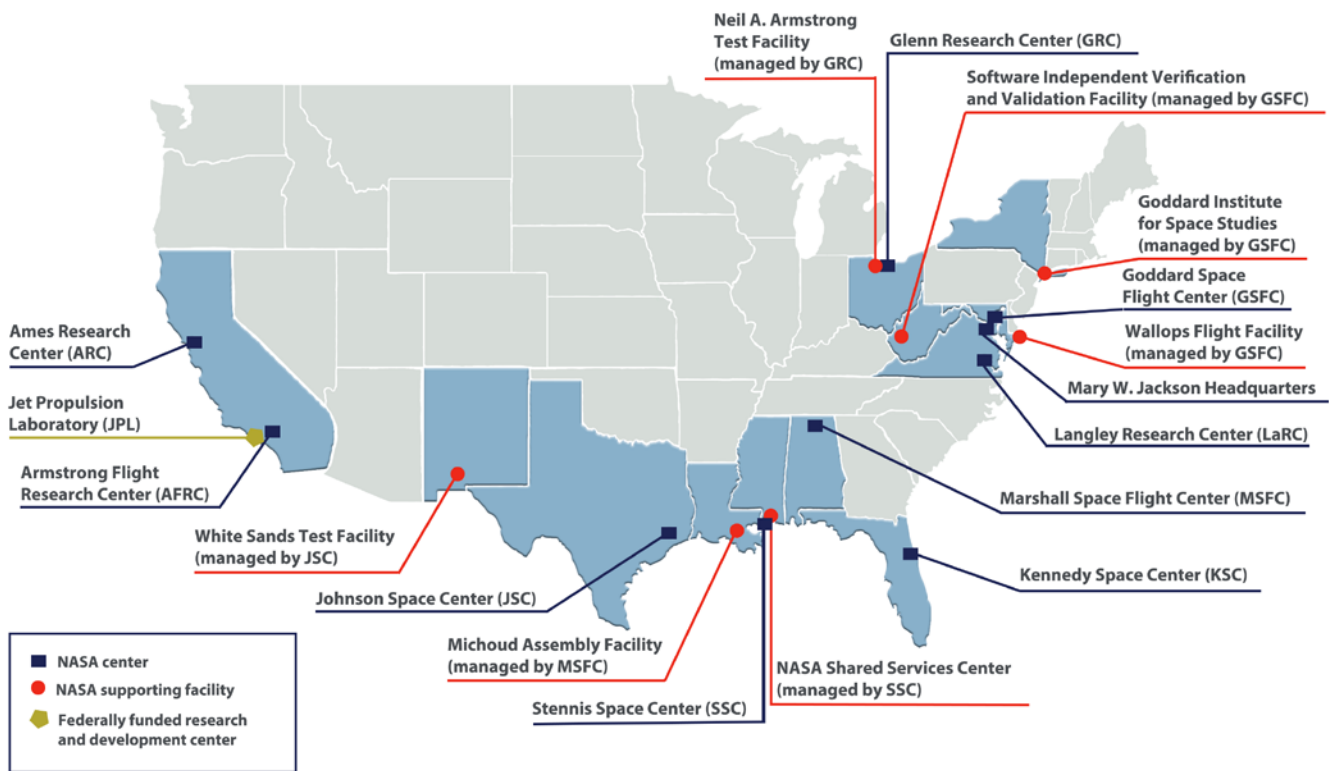 Neil A. Armstrong
Test Facility
(managed by GRC)
Glenn Research Center (GRC)
Software Independent Verification
and Validation Facility (managed by GSFC)
Goddard Institute
for Space Studies
(managed by GSFC)
Goddard Space
Flight Center (GSFC)
Wallops Flight Facility
(managed by GSFC)
Mary W. Jackson Headquarters
Langley Research Center (LaRC)
Marshall Space Flight Center (MSFC)
Kennedy Space Center (KSC)
Ames Research
Center (ARC)
Jet Propulsion
Laboratory (JPL)
Armstrong Flight
Research Center (AFRC)
White Sands Test Facility
(managed by JSC)
Johnson Space Center (JSC)
Michoud Assembly Facility
(managed by MSFC)
NASA Shared Services Center
(managed by SSC)
Stennis Space Center (SSC)
NASA center
NASA supporting facility
Federally funded research
and development center